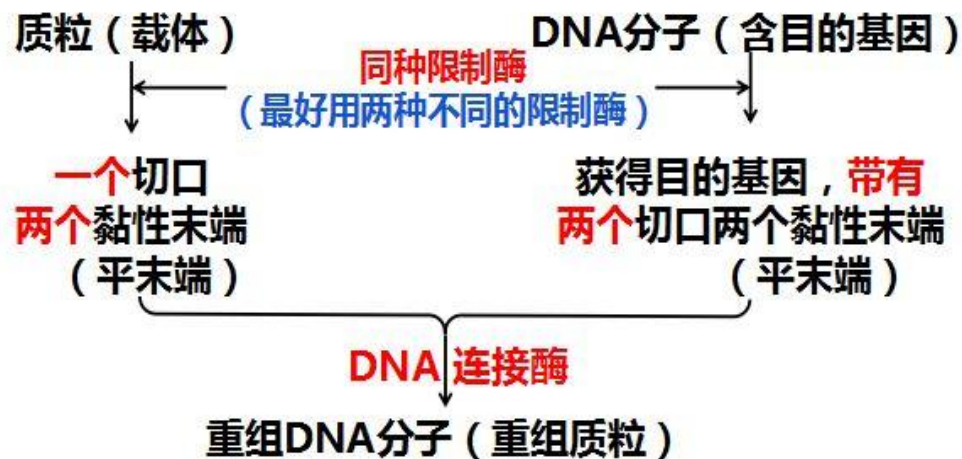 质粒（载体）
DNA分子（含目的基因）
同种限制酶
（最好用两种不同的限制酶）
一个切口
两个黏性末端
（平末端）
获得目的基因，带有
两个切口两个黏性末端
（平末端）
DNA 连接酶
重组DNA分子（重组质粒）